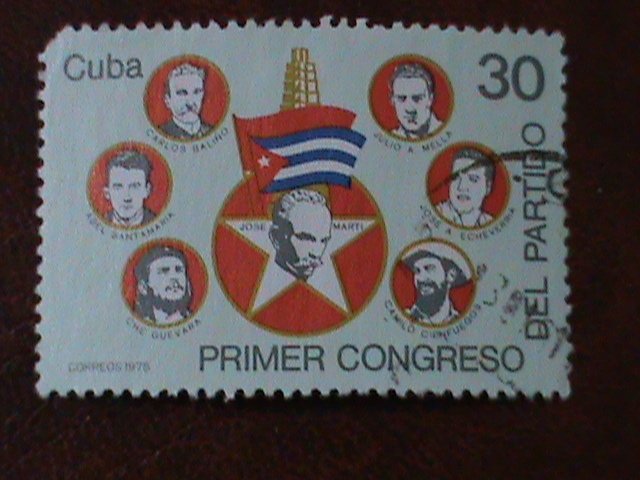 Cuba
30
CARLOS BALIÑO
JULIO A. MELLA
ABEL SANTAMARIA
JOSE A. ECHEVERRIA
JOSE MARTI
CHE GUEVARA
CAMILO CIENFUEGOS
PRIMER CONGRESO
DEL PARTIDO
CORREOS 1975